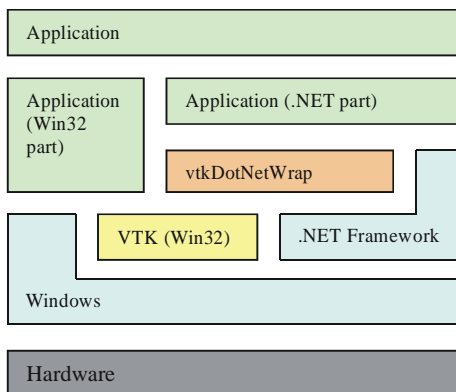 Application
Application
(Win32
part)
Application (.NET part)
vtkDotNetWrap
VTK (Win32)
.NET Framework
Windows
Hardware